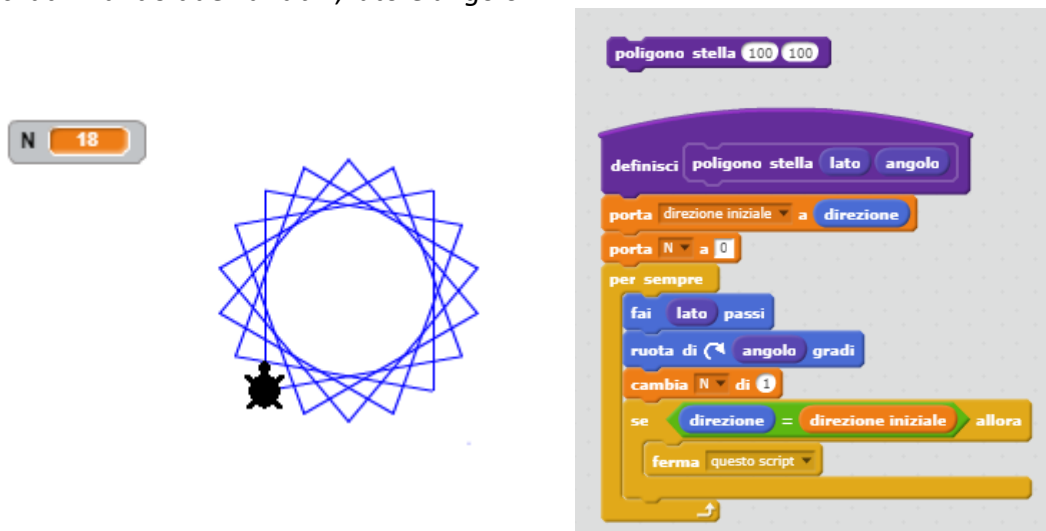 N 18
poligono stella 100 100
definisci poligono stella lato angolo
porta direzione iniziale a direzione
porta N a 0
per sempre
fai lato passi
ruota di angolo gradi
cambia N di 1
se direzione = direzione iniziale allora
ferma questo script